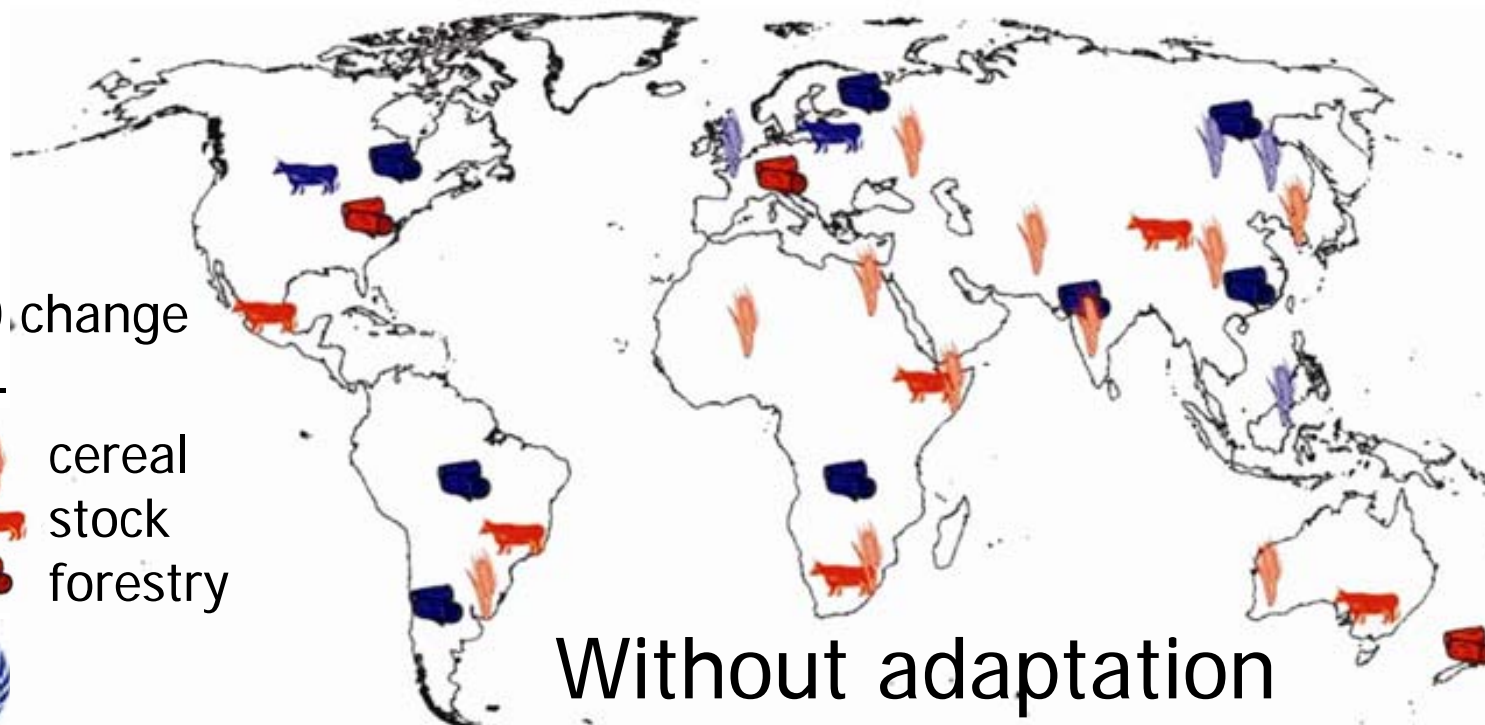 change
cereal
stock
forestry
Without adaptation